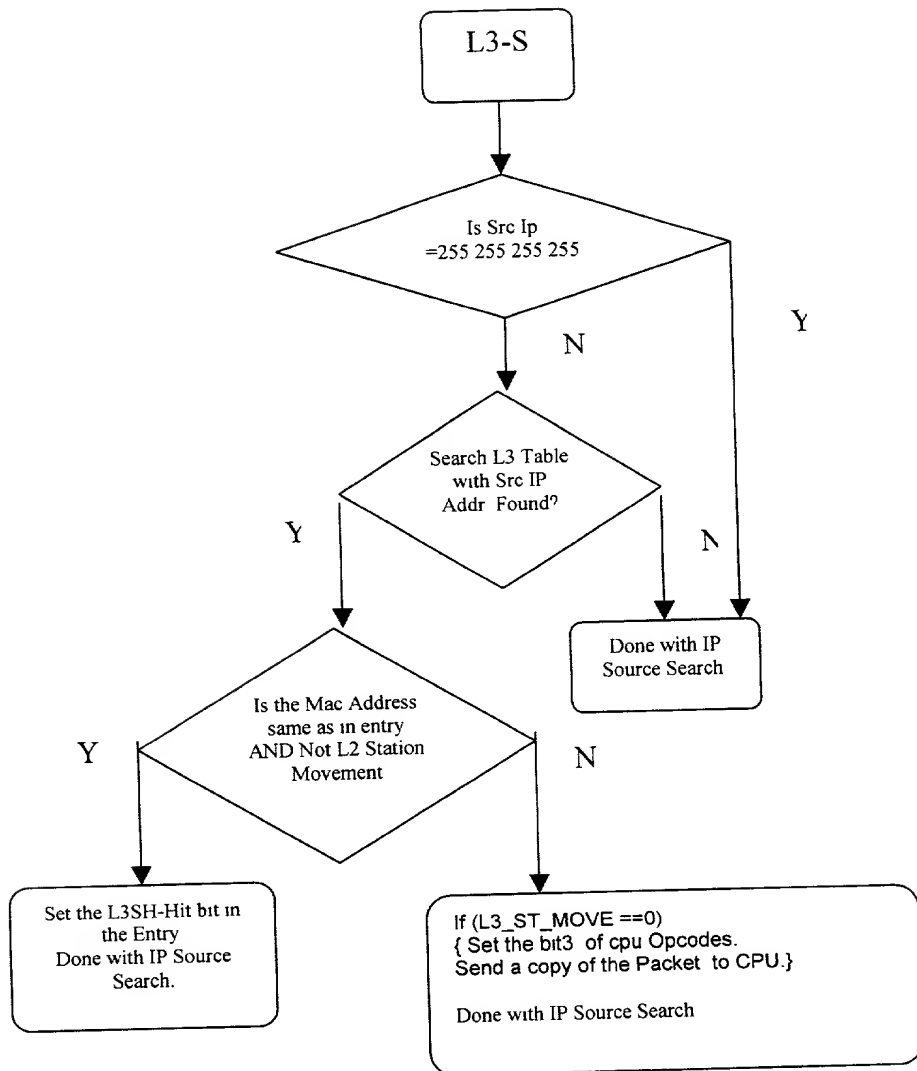 L3-S
Is Src Ip
=255 255 255 255
Y
N
Search L3 Table
with Src IP
Addr Found?
Y
N
Done with IP
Source Search
Is the Mac Address
same as in entry
AND Not L2 Station
Movement
Y
N
Set the L3SH-Hit bit in
the Entry
Done with IP Source
Search.
If (L3_ST_MOVE ==0)
{ Set the bit3 of cpu Opcodes.
Send a copy of the Packet to CPU.}
Done with IP Source Search